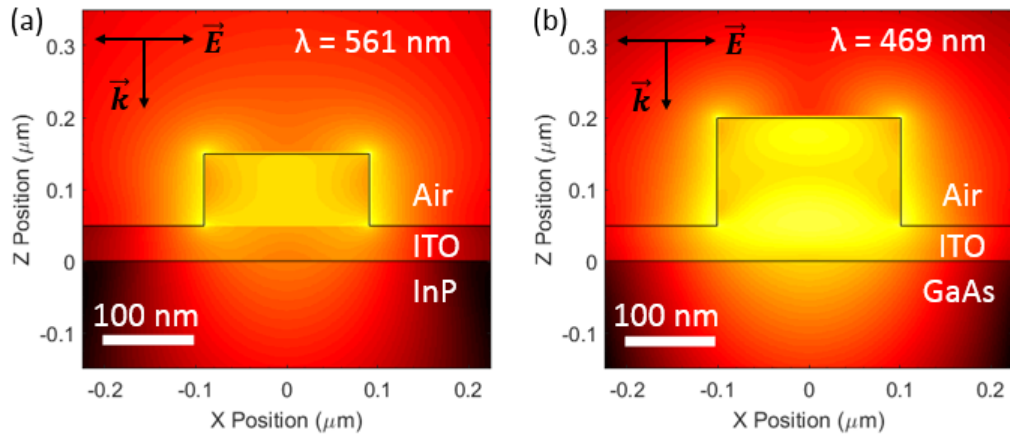 (a)
E
λ = 561 nm
k
Z Position (μm)
0.3
0.2
0.1
0
-0.1
Air
ITO
InP
100 nm
-0.2 -0.1 0 0.1 0.2
X Position (μm)
(b)
E
λ = 469 nm
k
Z Position (μm)
0.3
0.2
0.1
0
-0.1
Air
ITO
GaAs
100 nm
-0.2 -0.1 0 0.1 0.2
X Position (μm)